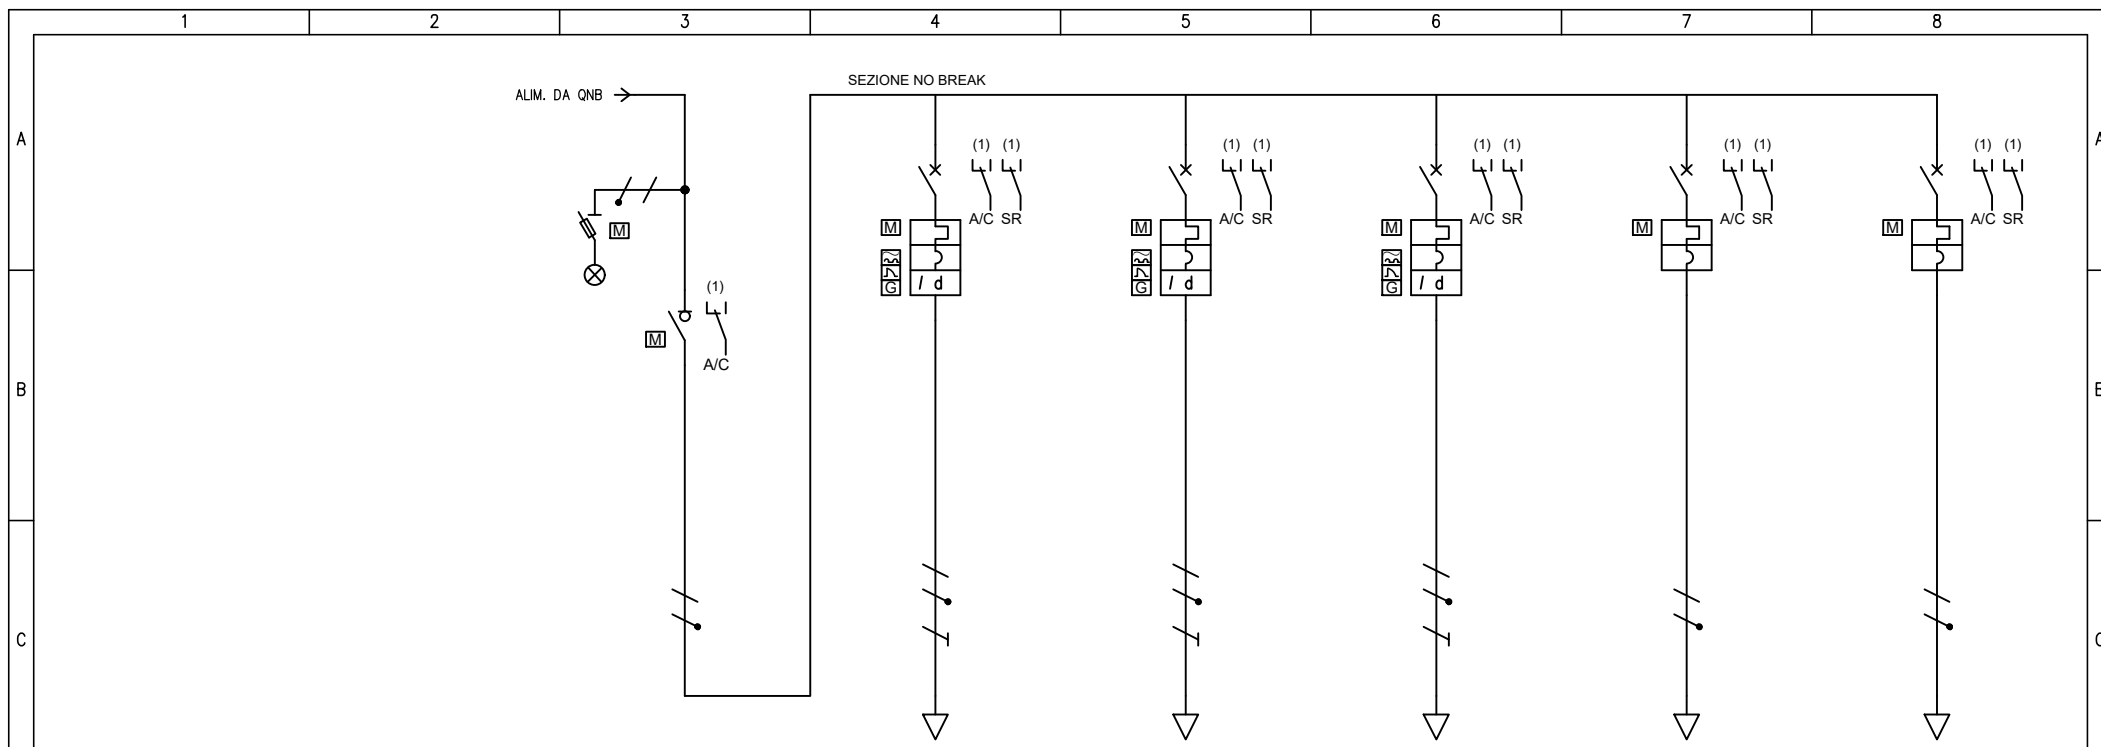 1 2 3 4 5 6 7 8
SEZIONE NO BREAK
ALIM. DA QNB
A A
(1) (1) (1) (1) (1) (1) (1) (1) (1) (1)
A/C SR A/C SR A/C SR A/C SR A/C SR
M M M M M M
I d I d I d
G G G
(1)
M
A/C
B B
C C